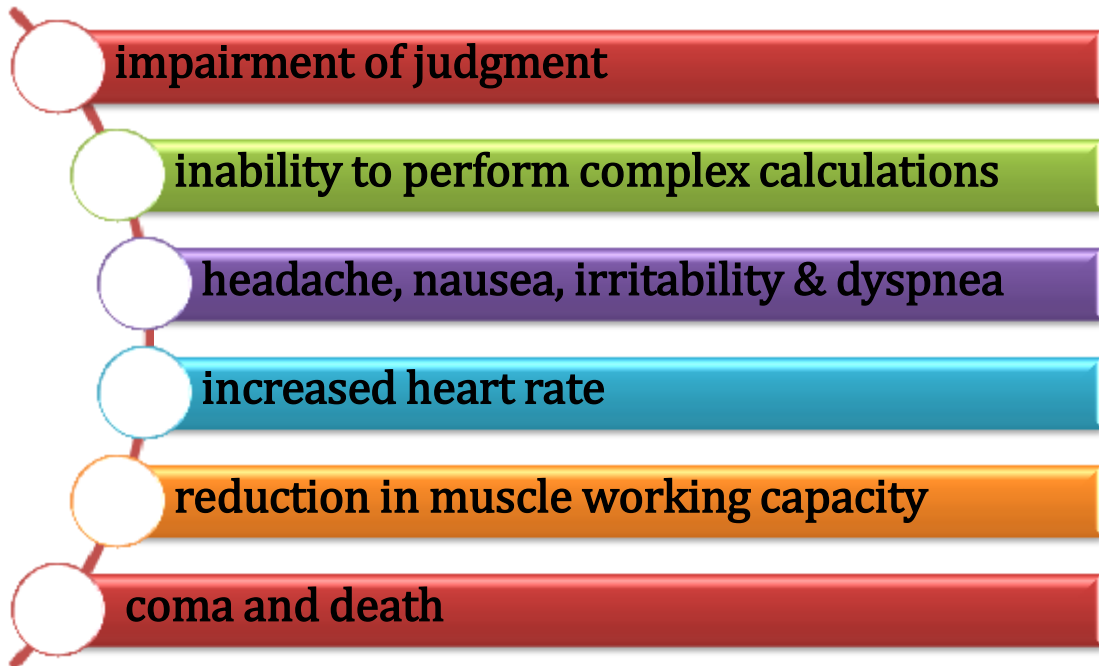 impairment of judgment
inability to perform complex calculations
headache, nausea, irritability & dyspnea
increased heart rate
reduction in muscle working capacity
coma and death